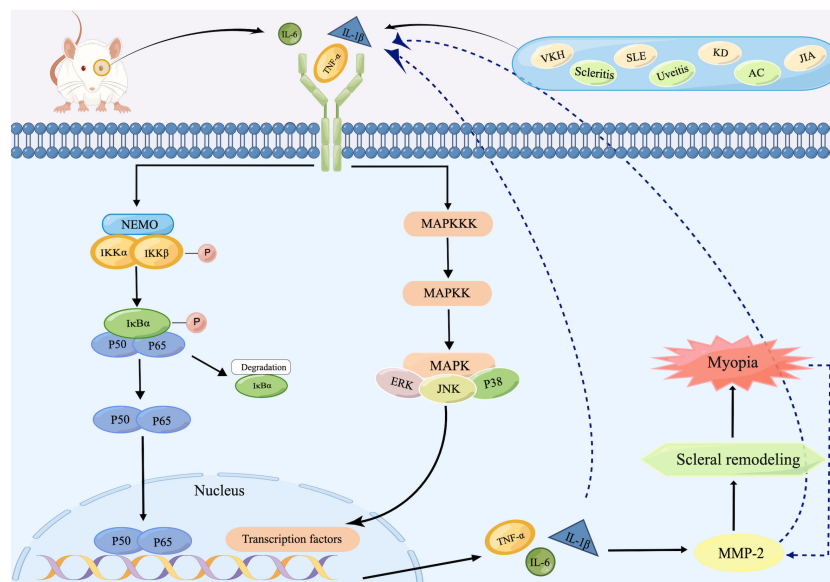 IL-6
IL-1β
TNF-α
VKH
SLE
KD
JIA
Scleritis
Uveitis
AC
NEMO
IKKα
IKKβ
P
MAPKKK
MAPKK
IκBα
P
P50
P65
Degradation
IκBα
MAPK
ERK
JNK
P38
Myopia
P50
P65
Scleral remodeling
Nucleus
P50
P65
Transcription factors
TNF-α
IL-1β
IL-6
MMP-2